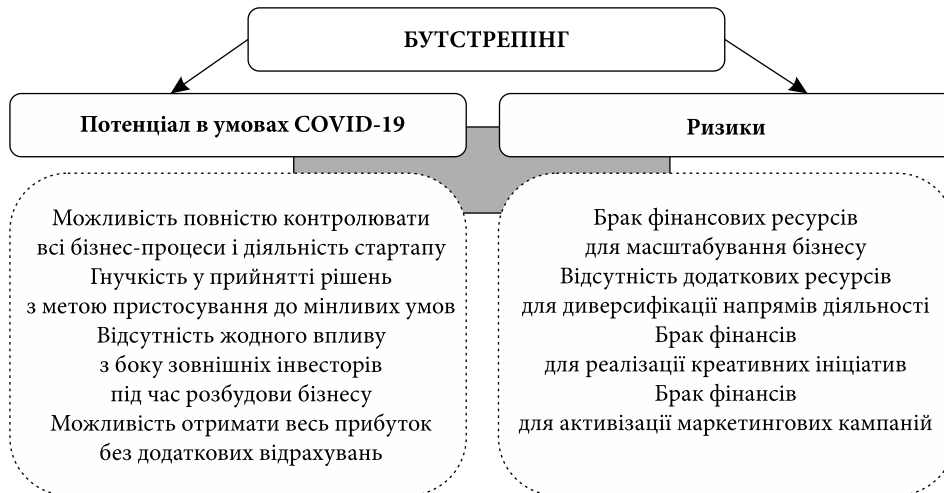 БУТСТРЕПІНГ
Потенціал в умовах COVID-19
Можливість повністю контролювати
всі бізнес-процеси і діяльність стартапу
Гнучкість у прийнятті рішень
з метою пристосування до мінливих умов
Відсутність жодного впливу
з боку зовнішніх інвесторів
під час розбудови бізнесу
Можливість отримати весь прибуток
без додаткових відрахувань
Ризики
Брак фінансових ресурсів
для масштабування бізнесу
Відсутність додаткових ресурсів
для диверсифікації напрямів діяльності
Брак фінансів
для реалізації креативних ініціатив
Брак фінансів
для активізації маркетингових кампаній